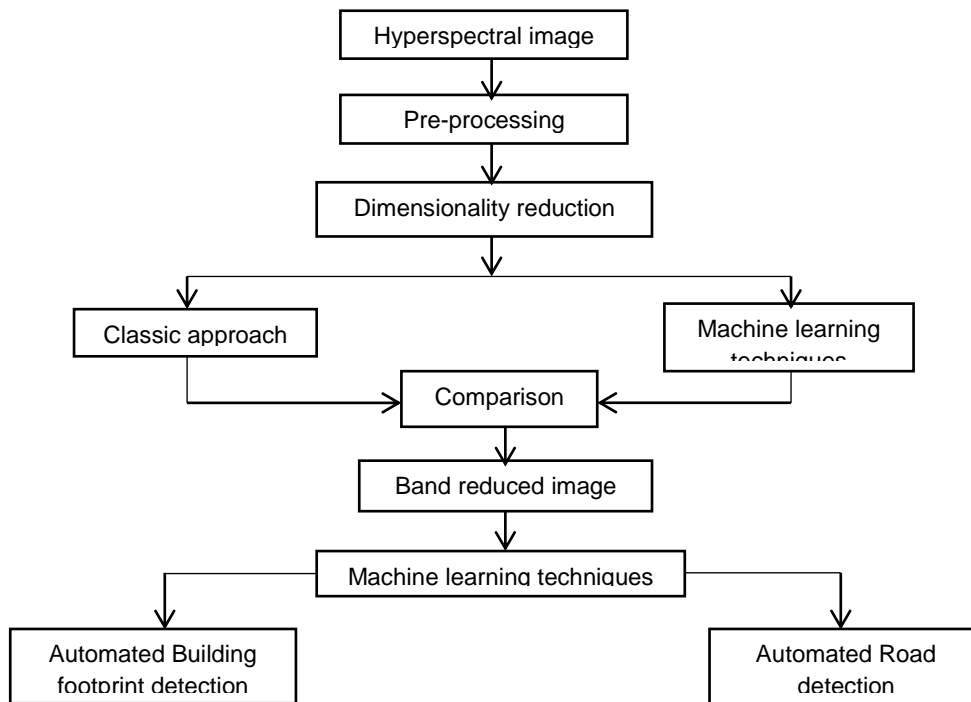 Hyperspectral image
Pre-processing
Dimensionality reduction
Classic approach
Machine learning
techniques
Comparison
Band reduced image
Machine learning techniques
Automated Building
footprint detection
Automated Road
detection